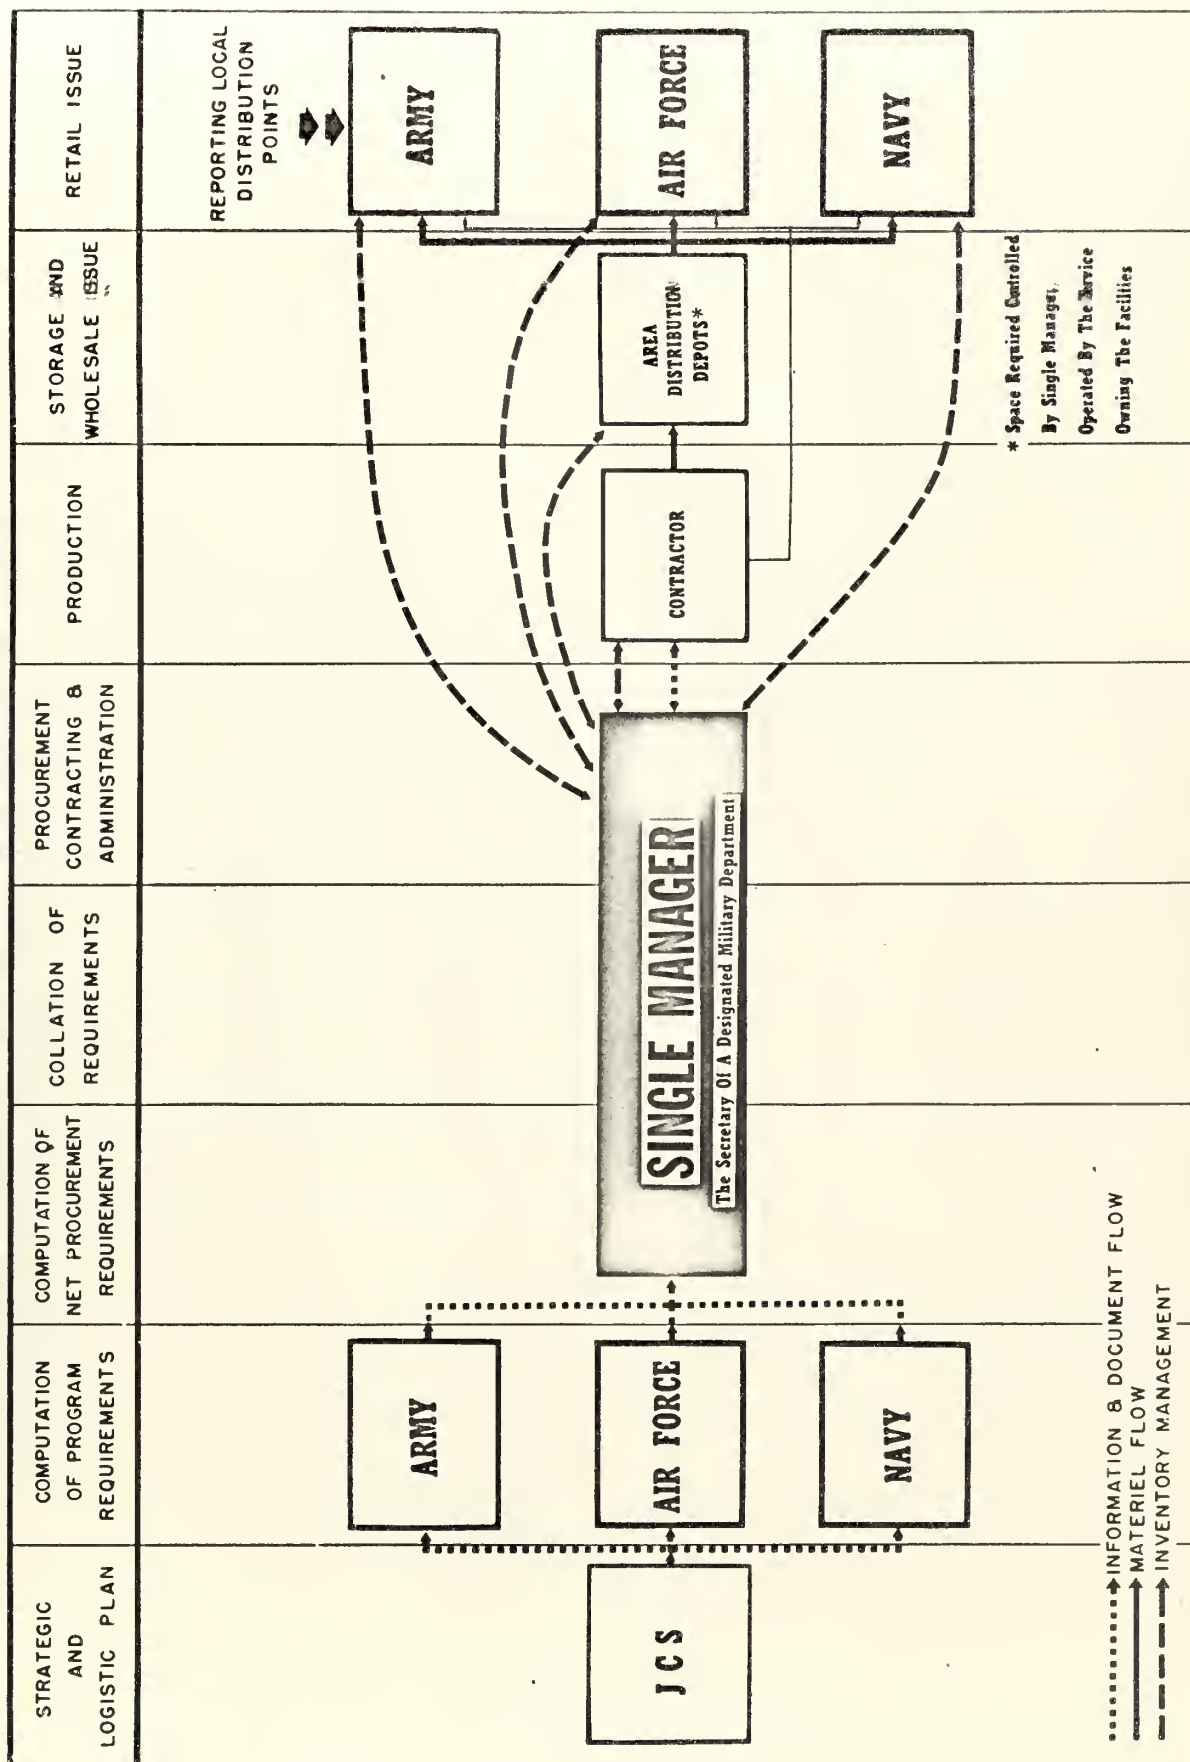 STRATEGIC
AND
LOGISTIC PLAN
COMPUTATION
OF PROGRAM
REQUIREMENTS
COMPUTATION OF
NET PROCUREMENT
REQUIREMENTS
COLLATION OF
REQUIREMENTS
PROCUREMENT
CONTRACTING &
ADMINISTRATION
PRODUCTION
STORAGE AND
WHOLESALE ISSUE
RETAIL ISSUE
REPORTING LOCAL
DISTRIBUTION
POINTS
ARMY
ARMY
JCS
AIR FORCE
SINGLE MANAGER
The Secretary Of A Designated Military Department
CONTRACTOR
AREA
DISTRIBUTION
DEPOTS*
AIR FORCE
NAVY
NAVY
* Space Required Controlled
By Single Manager,
Operated By The Service
Owning The Facilities
INFORMATION & DOCUMENT FLOW
MATERIEL FLOW
INVENTORY MANAGEMENT